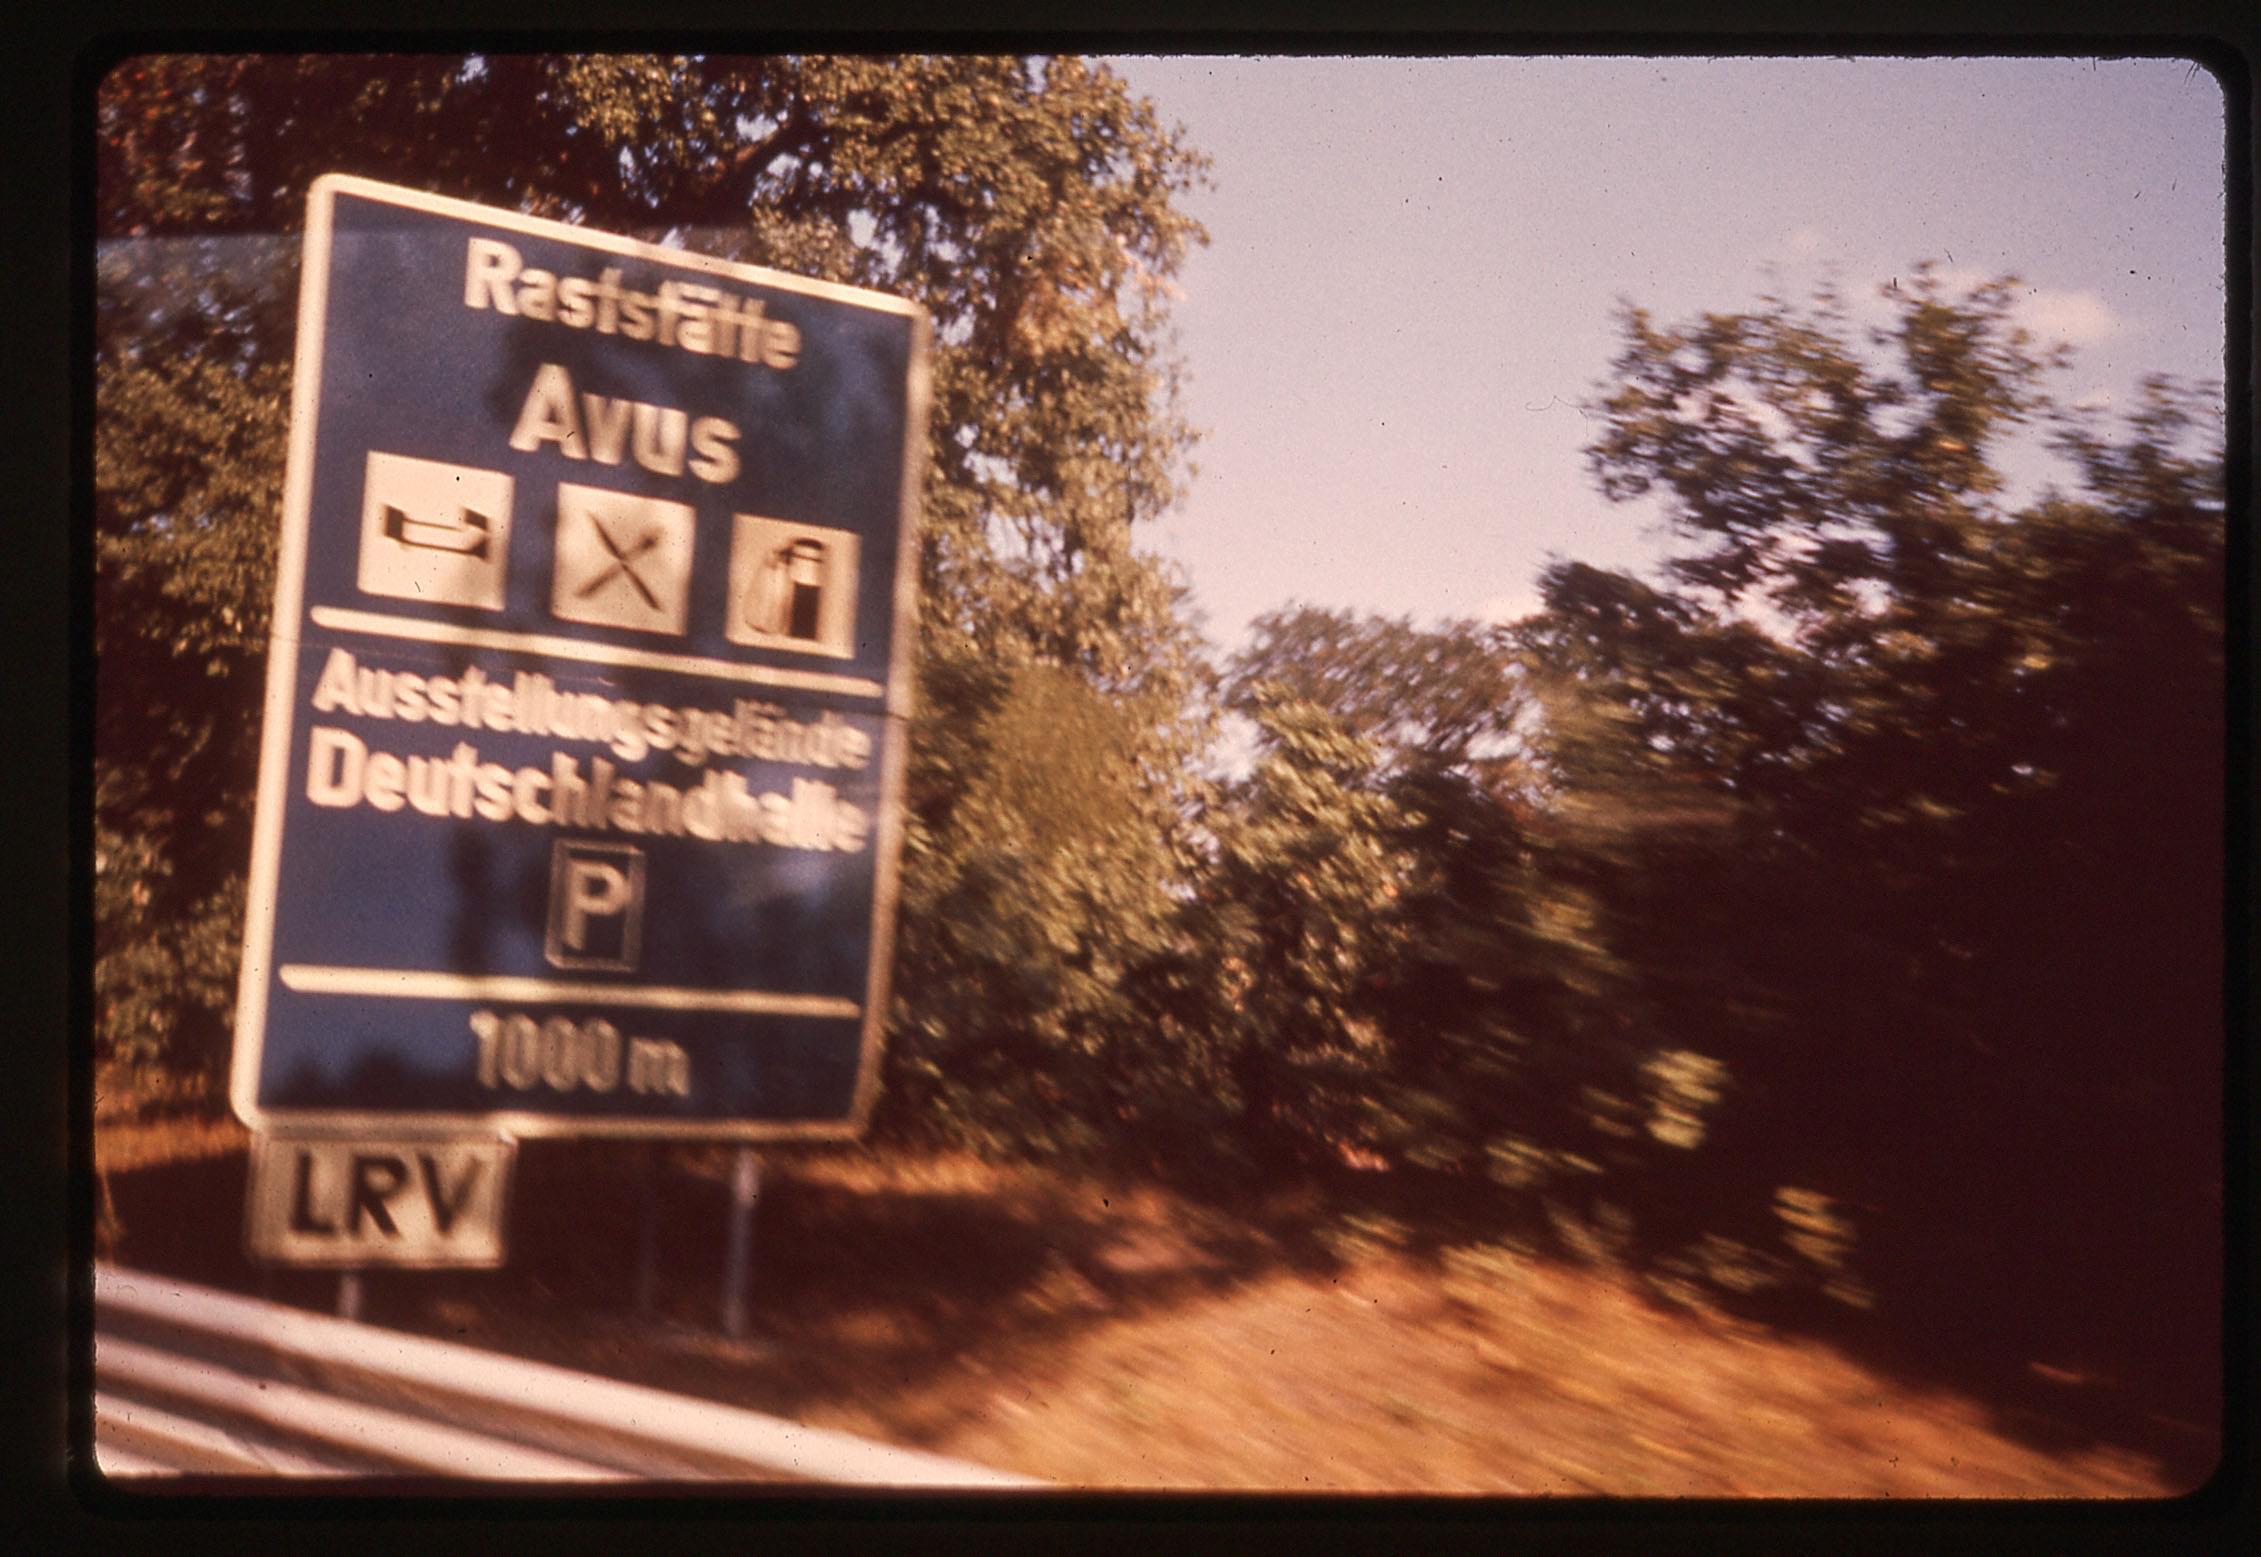 Raststätte
Avus
Ausstellungsgelände
Deutschlandhalle
P
1000 m
LRV